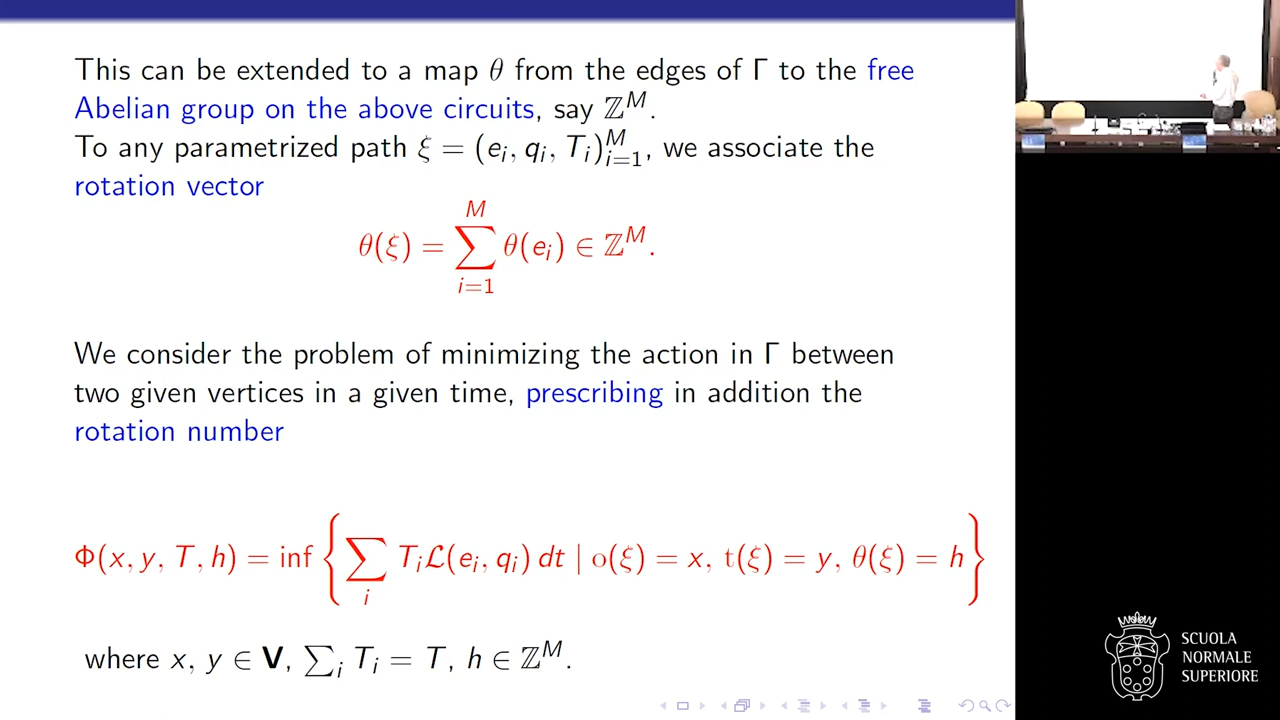 This can be extended to a map θ from the edges of Γ to the free
Abelian group on the above circuits, say ℤ^M.
To any parametrized path ξ = (e_i, q_i, T_i)_{i=1}^M, we associate the
rotation vector
θ(ξ) = ∑_{i=1}^{M} θ(e_i) ∈ ℤ^M.
We consider the problem of minimizing the action in Γ between
two given vertices in a given time, prescribing in addition the
rotation number
Φ(x, y, T, h) = inf { ∑_i T_i ℒ(e_i, q_i) dt | o(ξ) = x, t(ξ) = y, θ(ξ) = h }
where x, y ∈ V, ∑_i T_i = T, h ∈ ℤ^M.
SCUOLA
NORMALE
SUPERIORE